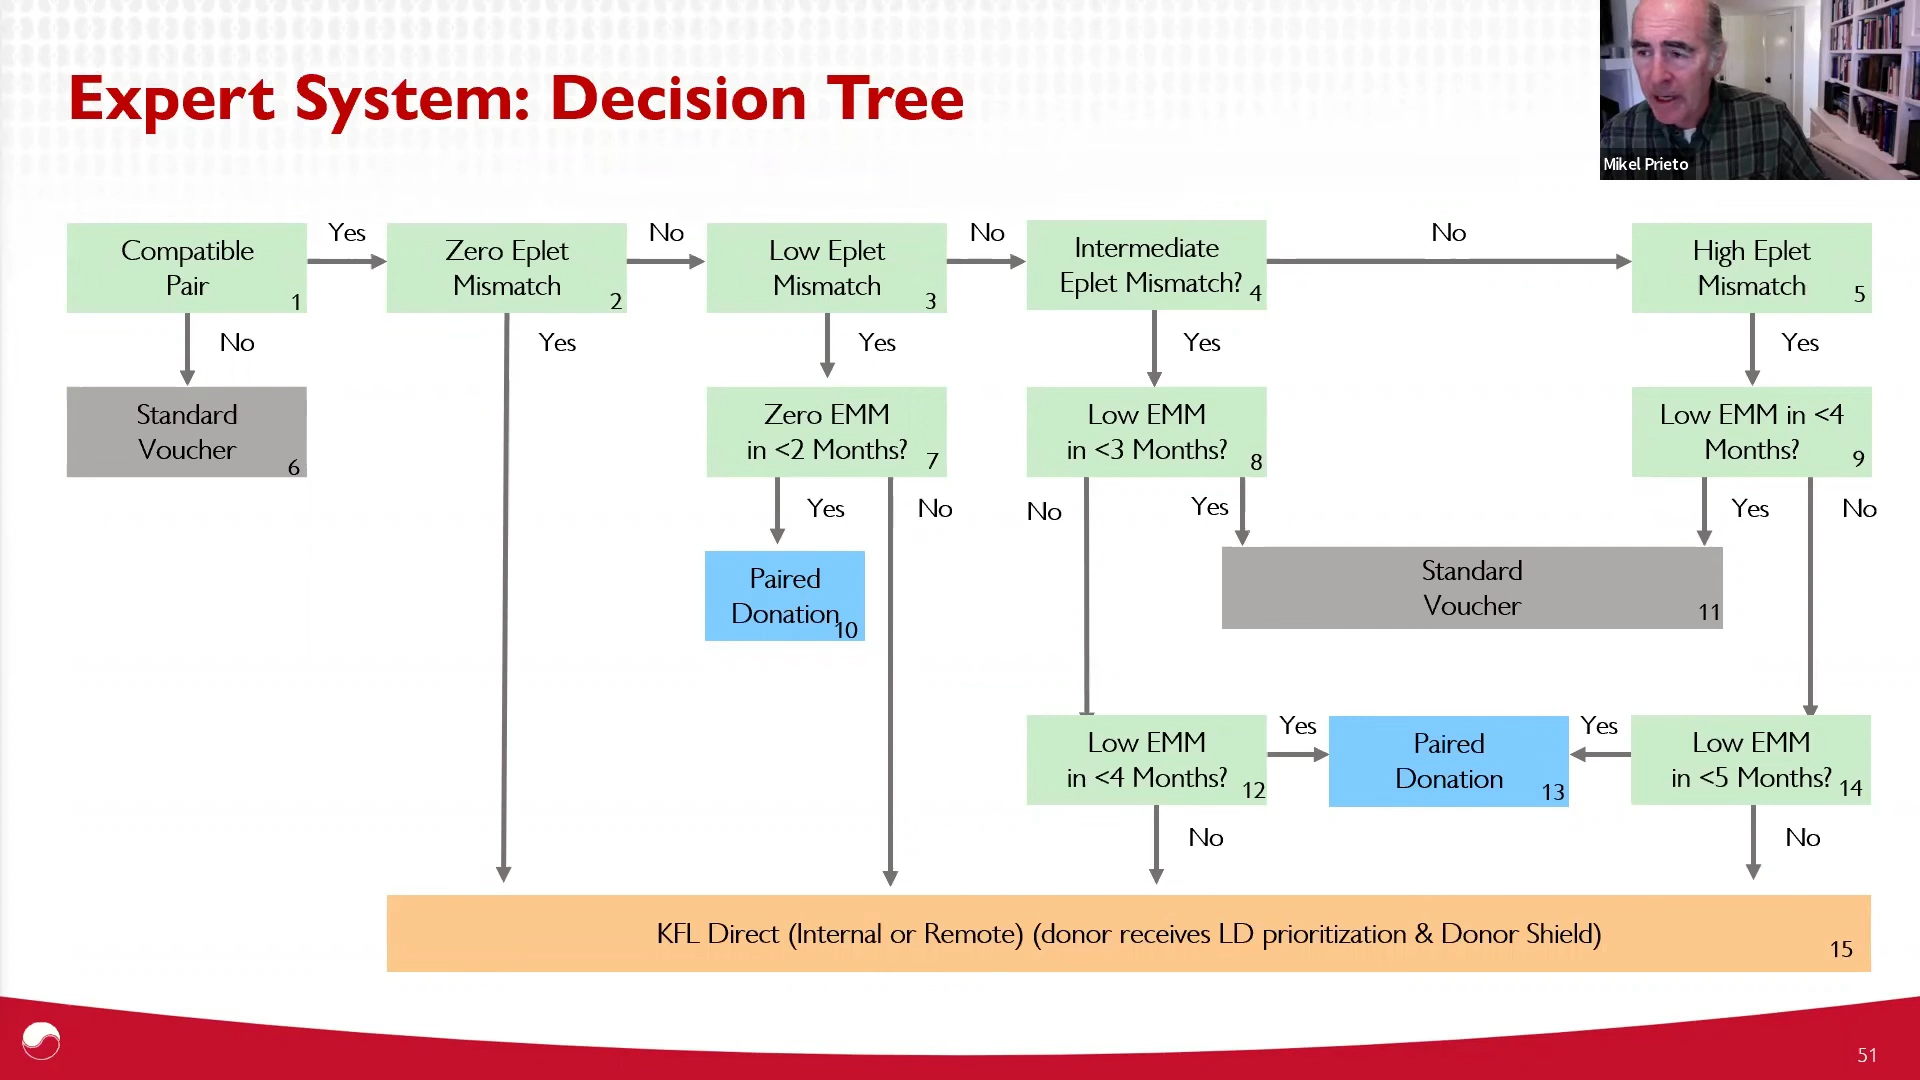 Expert System: Decision Tree
Mikel Prieto
Compatible
Pair
1
Yes
Zero Eplet
Mismatch
2
No
Low Eplet
Mismatch
3
No
Intermediate
Eplet Mismatch?
4
No
High Eplet
Mismatch
5
No
Yes
Yes
Yes
Yes
Standard
Voucher
6
Zero EMM
in <2 Months?
7
Low EMM
in <3 Months?
8
Low EMM in <4
Months?
9
Yes
No
No
Yes
Yes
No
Paired
Donation
10
Standard
Voucher
11
Low EMM
in <4 Months?
12
Yes
Paired
Donation
13
Yes
Low EMM
in <5 Months?
14
No
No
KFL Direct (Internal or Remote) (donor receives LD prioritization & Donor Shield)
15
51